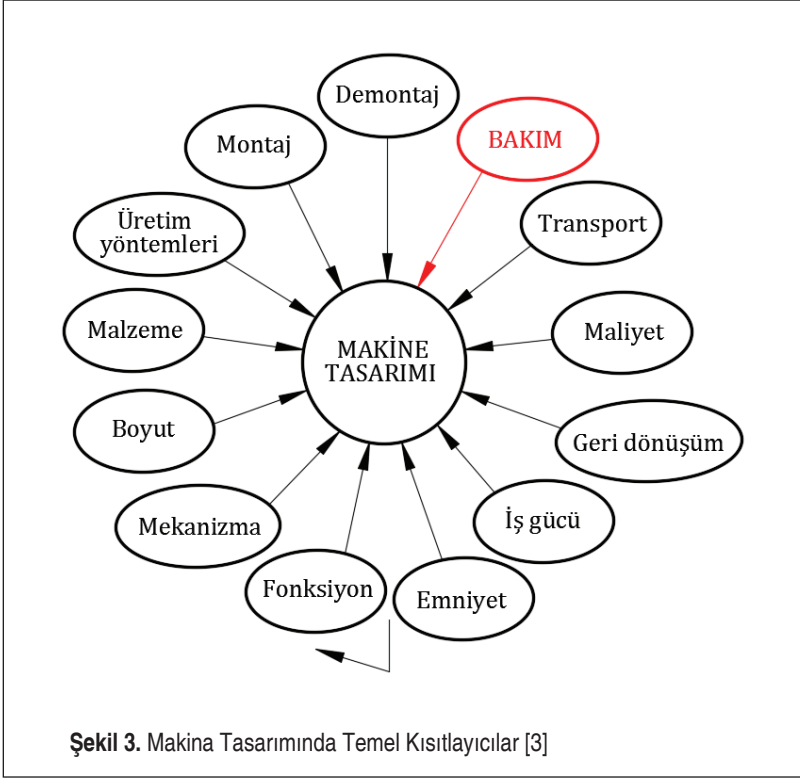 Demontaj
BAKIM
Montaj
Transport
Üretim
yöntemleri
Malzeme
Maliyet
MAKİNE
TASARIMI
Boyut
Geri dönüşüm
Mekanizma
İş gücü
Fonksiyon
Emniyet
Şekil 3. Makina Tasarımında Temel Kısıtlayıcılar [3]